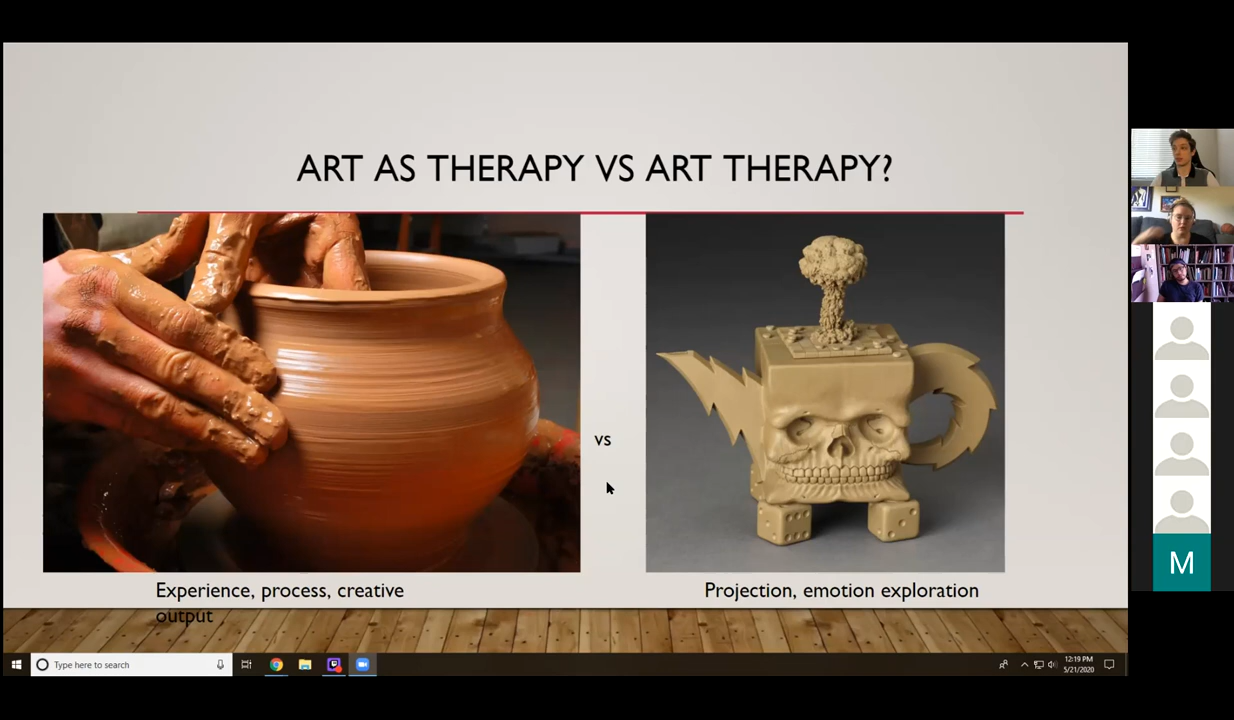 ART AS THERAPY VS ART THERAPY?
vs
Experience, process, creative
output
Projection, emotion exploration
M
Type here to search
12:19 PM
5/21/2020